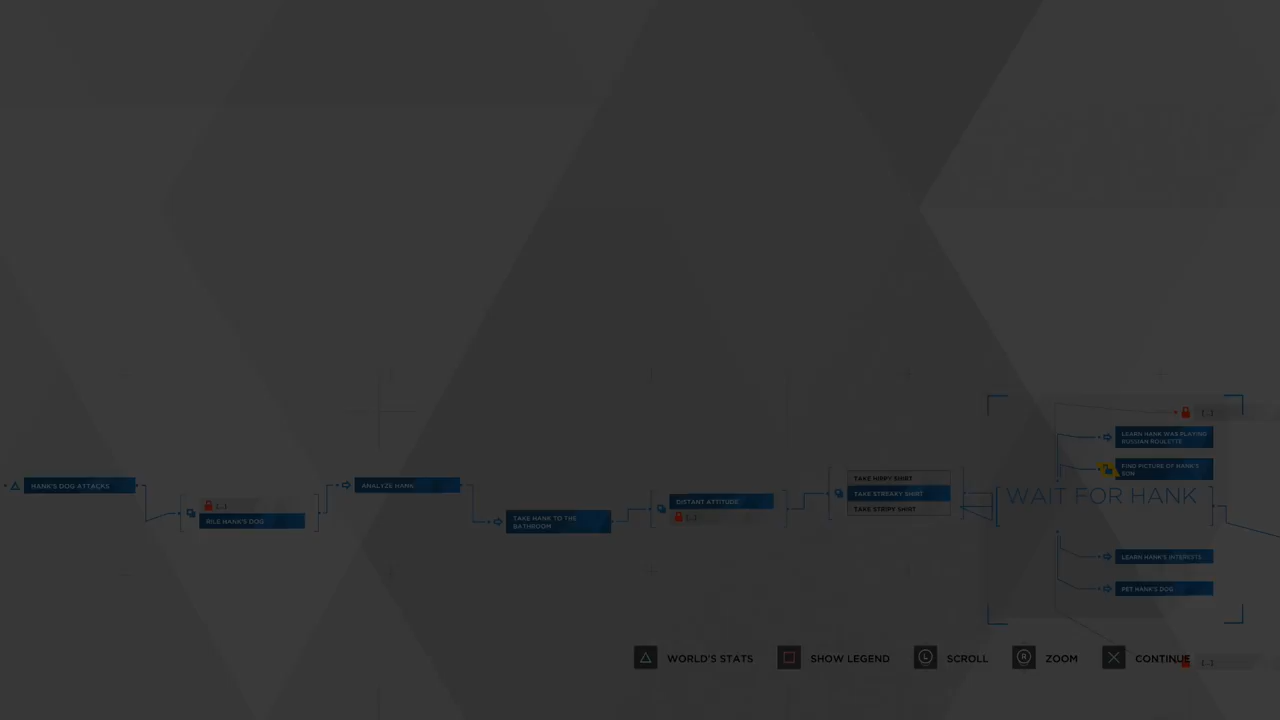 HANK'S DOG ATTACKS
[...]
RILE HANK'S DOG
ANALYZE HANK
TAKE HANK TO THE
BATHROOM
DISTANT ATTITUDE
[...]
TAKE HIPPY SHIRT
TAKE STREAKY SHIRT
TAKE STRIPY SHIRT
[...]
LEARN HANK WAS PLAYING
RUSSIAN ROULETTE
FIND PICTURE OF HANK'S
SON
WAIT FOR HANK
LEARN HANK'S INTERESTS
PET HANK'S DOG
[...]
WORLD'S STATS
SHOW LEGEND
L SCROLL
R ZOOM
CONTINUE